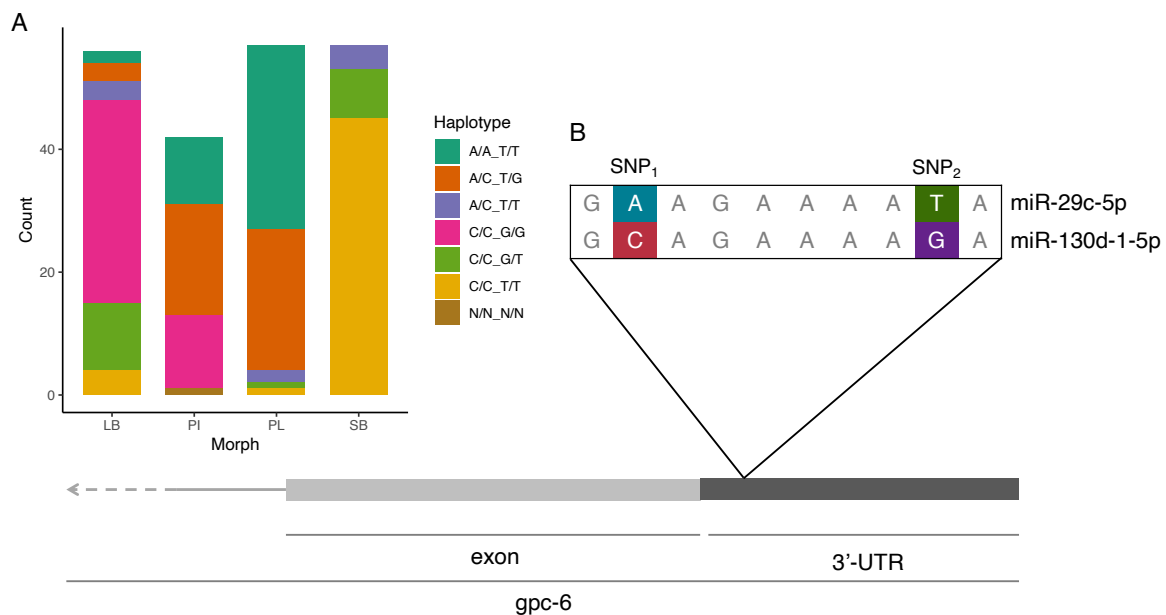 A
Count
40
20
0
LB PI PL SB
Morph
Haplotype
A/A_T/T
A/C_T/G
A/C_T/T
C/C_G/G
C/C_G/T
C/C_T/T
N/N_N/N
B
SNP₁ SNP₂
G A A G A A A A T A miR-29c-5p
G C A G A A A A G A miR-130d-1-5p
exon
3'-UTR
gpc-6